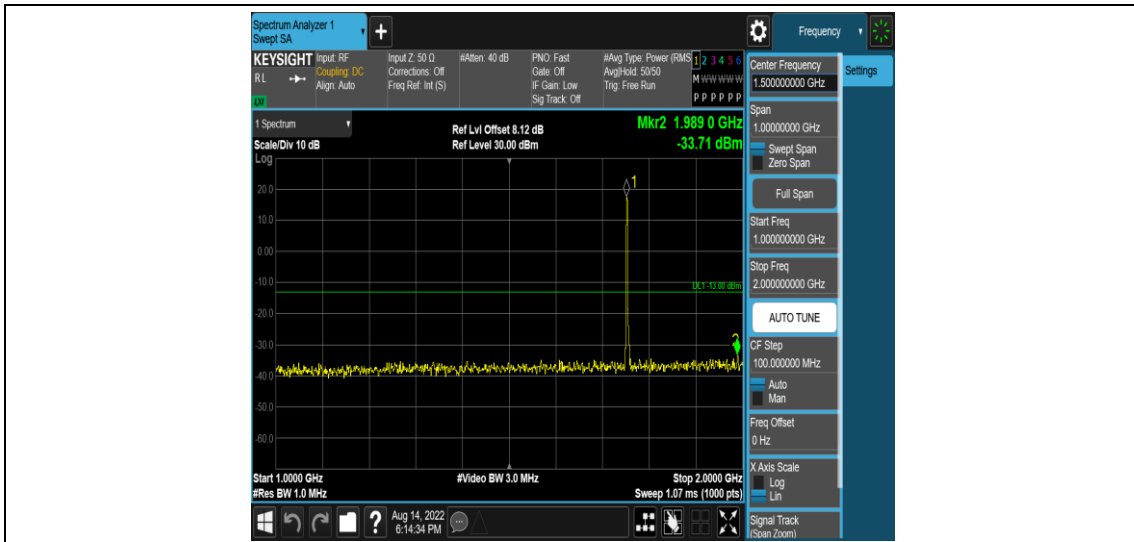 Spectrum Analyzer 1
Swept SA
+
Frequency
KEYSIGHT
RL
LXI
Input: RF
Coupling: DC
Align: Auto
Input Z: 50 Ω
Corrections: Off
Freq Ref: Int (S)
#Atten: 40 dB
PNO: Fast
Gate: Off
IF Gain: Low
Sig Track: Off
#Avg Type: Power (RMS
Avg|Hold: 50/50
Trig: Free Run
1 2 3 4 5 6
M W W W W W
P P P P P P
1 Spectrum
Scale/Div 10 dB
Log
Ref Lvl Offset 8.12 dB
Ref Level 30.00 dBm
Mkr2 1.989 0 GHz
-33.71 dBm
1
20.0
10.0
0.00
-10.0
DL1 -13.00 dBm
-20.0
-30.0
2
-40.0
-50.0
-60.0
Start 1.0000 GHz
#Res BW 1.0 MHz
#Video BW 3.0 MHz
Stop 2.0000 GHz
Sweep 1.07 ms (1000 pts)
Center Frequency
1.500000000 GHz
Settings
Span
1.00000000 GHz
Swept Span
Zero Span
Full Span
Start Freq
1.000000000 GHz
Stop Freq
2.000000000 GHz
AUTO TUNE
CF Step
100.000000 MHz
Auto
Man
Freq Offset
0 Hz
X Axis Scale
Log
Lin
Signal Track
(Span Zoom)
?
Aug 14, 2022
6:14:34 PM